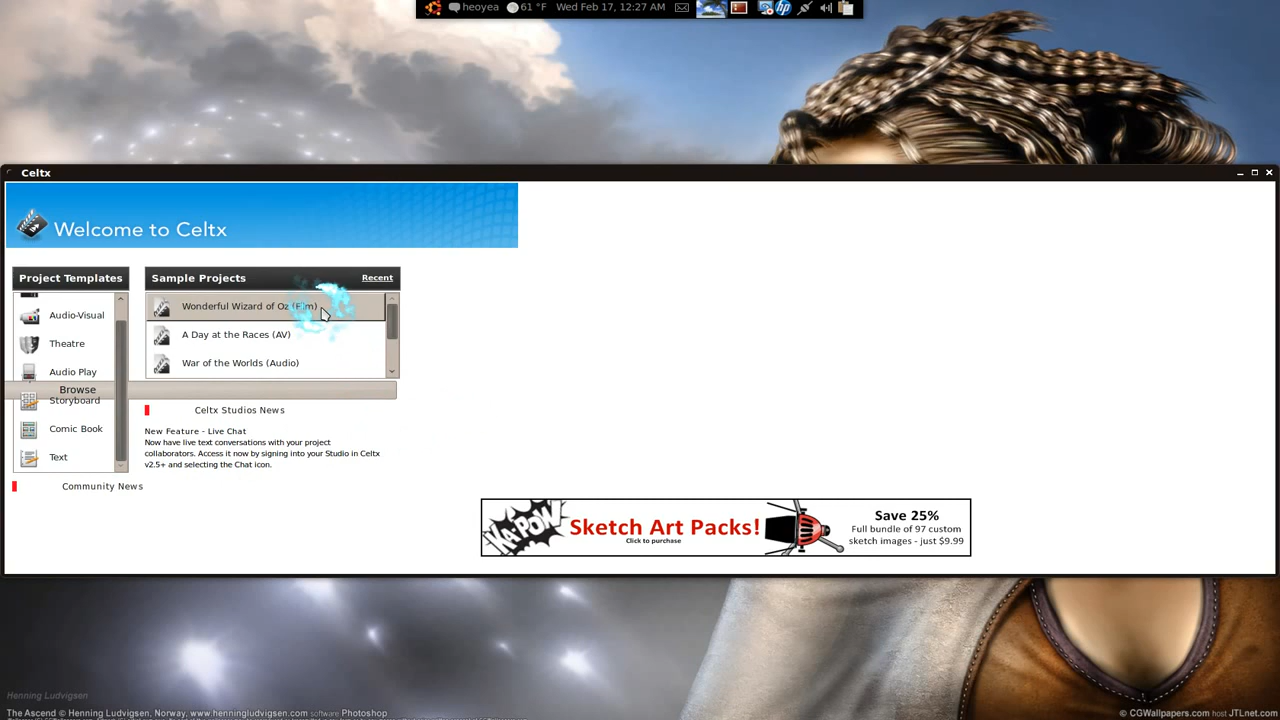 heoyea 61 °F Wed Feb 17, 12:27 AM hp
Celtx
Welcome to Celtx
Project Templates
Audio-Visual
Theatre
Audio Play
Browse
Storyboard
Comic Book
Text
Sample Projects Recent
Wonderful Wizard of Oz (Film)
A Day at the Races (AV)
War of the Worlds (Audio)
Celtx Studios News
New Feature - Live Chat
Now have live text conversations with your project
collaborators. Access it now by signing into your Studio in Celtx
v2.5+ and selecting the Chat icon.
Community News
KA-POW
Sketch Art Packs!
Click to purchase
Save 25%
Full bundle of 97 custom
sketch images - just $9.99
Henning Ludvigsen
The Ascend © Henning Ludvigsen, Norway, www.henningludvigsen.com software Photoshop
© CGWallpapers.com host JTLnet.com